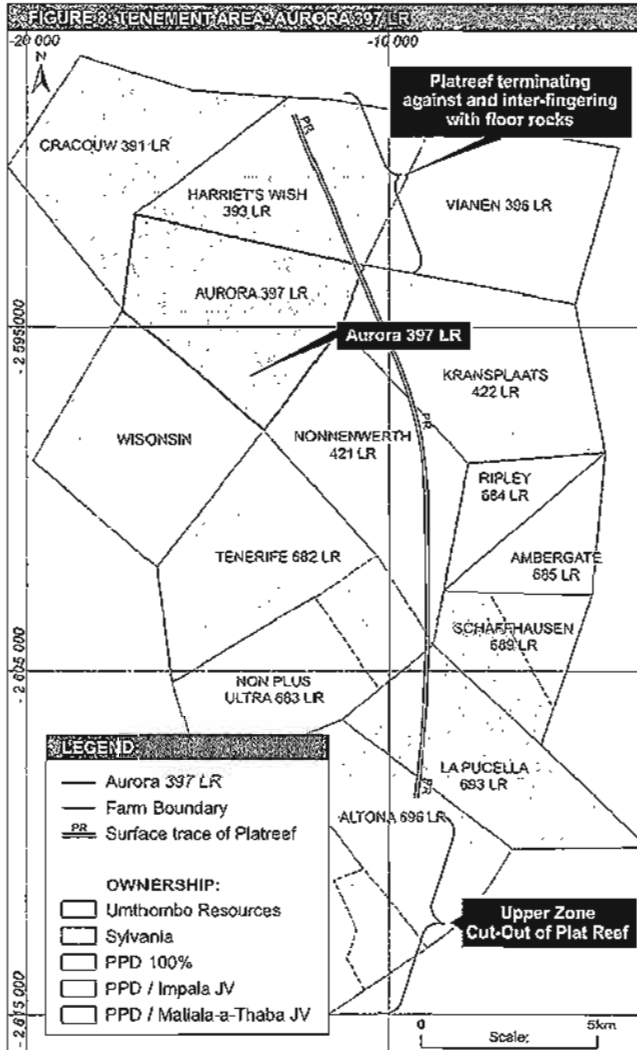 FIGURE 8: TENEMENT AREA: AURORA 397 LR
-20 000
-10 000
N
Platreef terminating
against and inter-fingering
with floor rocks
PR
CRACOUW 391 LR
HARRIET'S WISH
393 LR
VIANEN 396 LR
AURORA 397 LR
Aurora 397 LR
KRANSPLAATS
422 LR
PR
WISONSIN
NONNENWERTH
421 LR
RIPLEY
684 LR
TENERIFE 682 LR
AMBERGATE
685 LR
SCHAFFHAUSEN
689 LR
- 2 605 000
NON PLUS
ULTRA 683 LR
LEGEND
Aurora 397 LR
Farm Boundary
PR
Surface trace of Platreef
OWNERSHIP:
Umthombo Resources
Sylvania
PPD 100%
PPD / Impala JV
PPD / Mallala-a-Thaba JV
LA PUCELLA
693 LR
PR
ALTONA 696 LR
Upper Zone
Cut-Out of Plat Reef
- 2 615 000
0
5km
Scale: